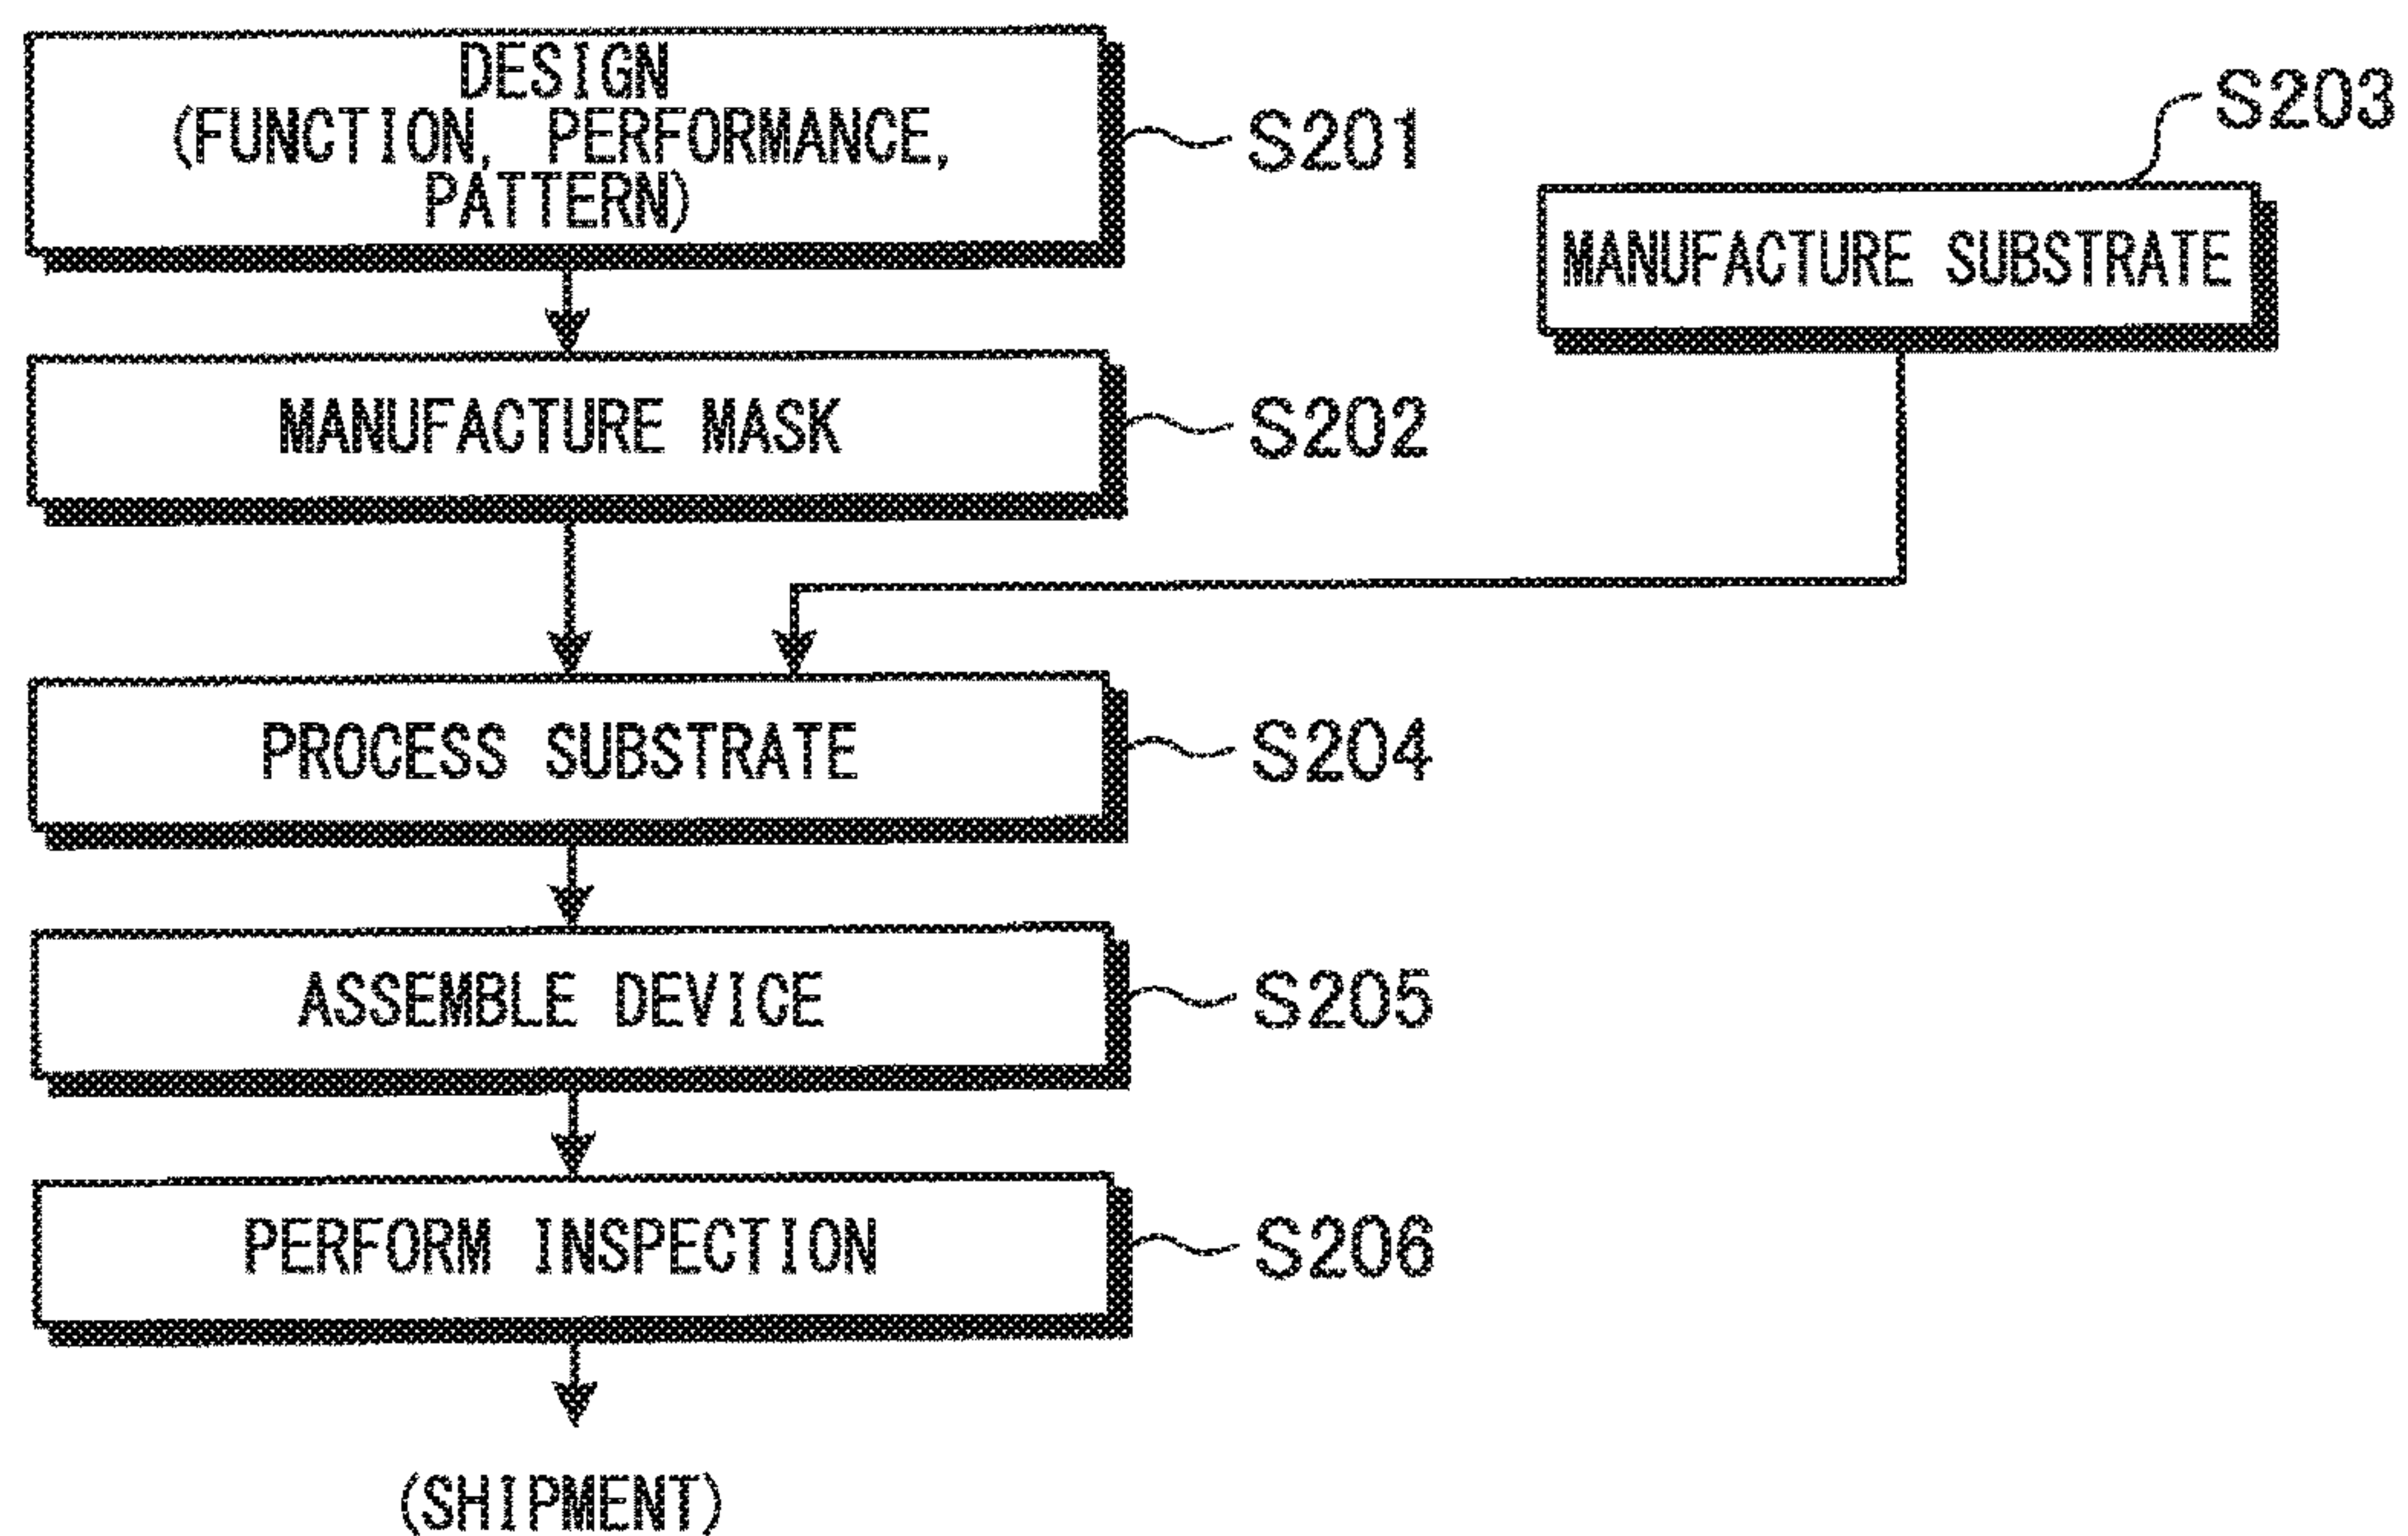 DESIGN
(FUNCTION, PERFORMANCE,
PATTERN)
S201
S203
MANUFACTURE SUBSTRATE
MANUFACTURE MASK
S202
PROCESS SUBSTRATE
S204
ASSEMBLE DEVICE
S205
PERFORM INSPECTION
S206
(SHIPMENT)